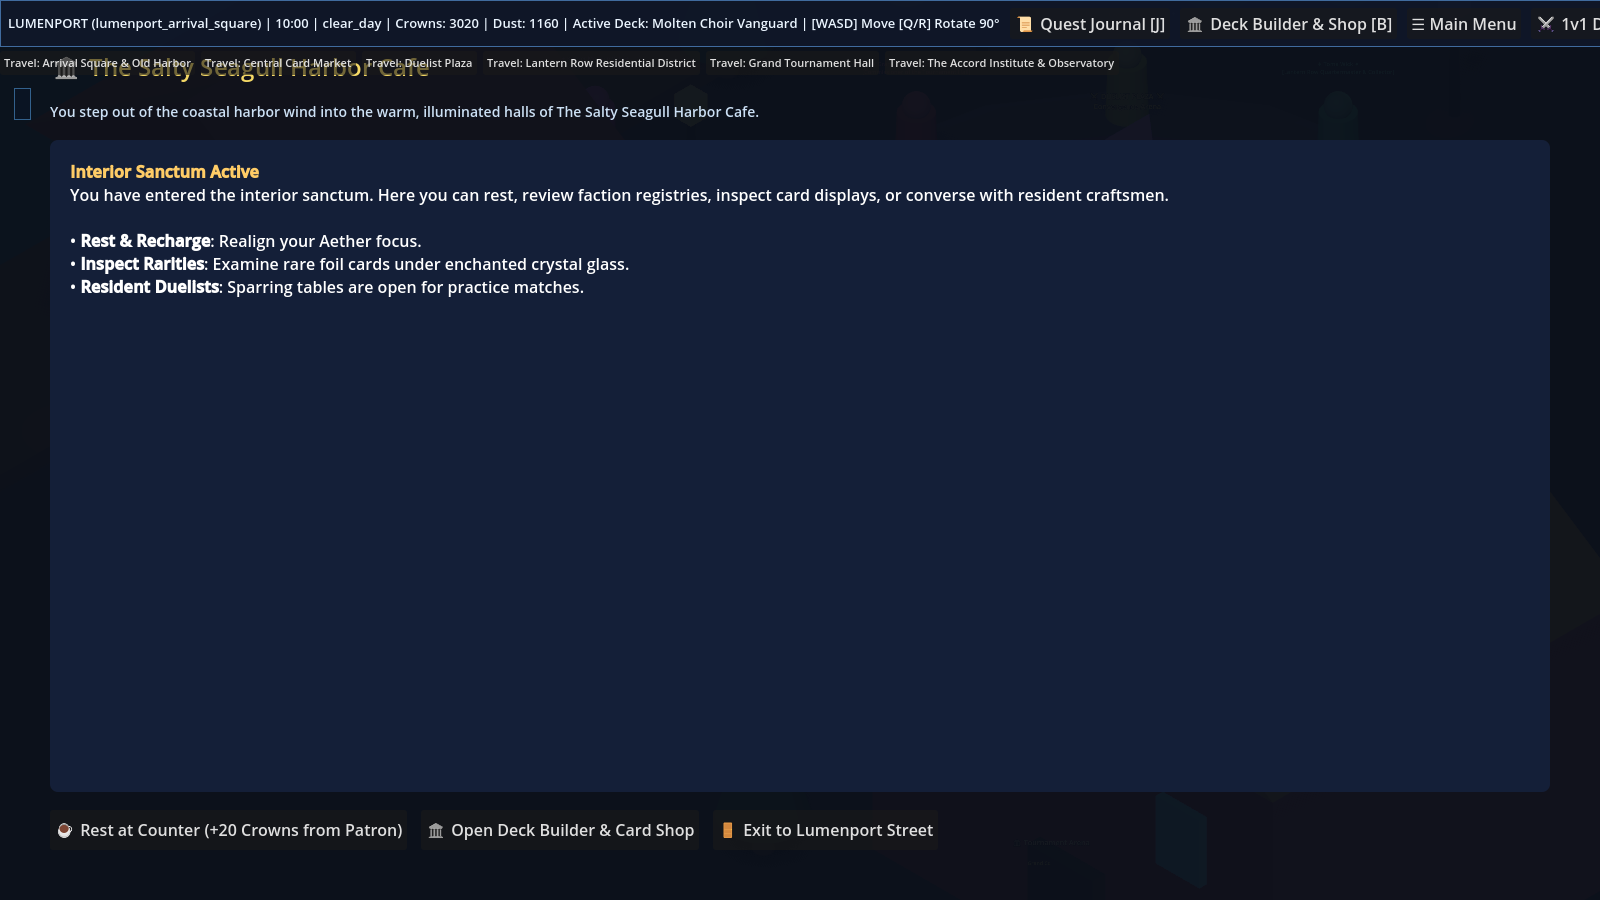 LUMENPORT (lumenport_arrival_square) | 10:00 | clear_day | Crowns: 3020 | Dust: 1160 | Active Deck: Molten Choir Vanguard | [WASD] Move [Q/R] Rotate 90° 📜 Quest Journal [J] 🏛 Deck Builder & Shop [B] ☰ Main Menu ⚔ 1v1 D
Travel: Arrival Square & Old Harbor Travel: Central Card Market Travel: Duelist Plaza Travel: Lantern Row Residential District Travel: Grand Tournament Hall Travel: The Accord Institute & Observatory
🏛 The Salty Seagull Harbor Cafe
You step out of the coastal harbor wind into the warm, illuminated halls of The Salty Seagull Harbor Cafe.
Interior Sanctum Active
You have entered the interior sanctum. Here you can rest, review faction registries, inspect card displays, or converse with resident craftsmen.
• Rest & Recharge: Realign your Aether focus.
• Inspect Rarities: Examine rare foil cards under enchanted crystal glass.
• Resident Duelists: Sparring tables are open for practice matches.
☕ Rest at Counter (+20 Crowns from Patron) 🏛 Open Deck Builder & Card Shop 🚪 Exit to Lumenport Street